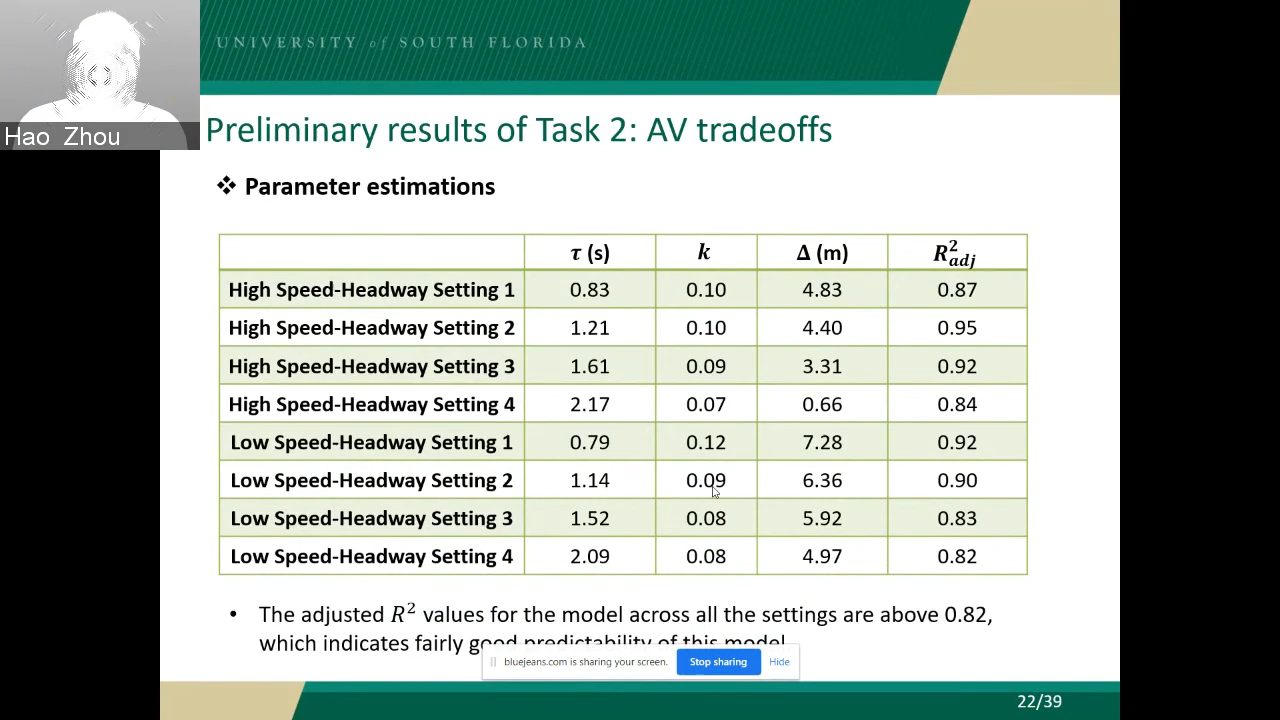 UNIVERSITY of SOUTH FLORIDA
Hao Zhou
Preliminary results of Task 2: AV tradeoffs
❖ Parameter estimations
τ (s) k Δ (m) R²adj
High Speed-Headway Setting 1 0.83 0.10 4.83 0.87
High Speed-Headway Setting 2 1.21 0.10 4.40 0.95
High Speed-Headway Setting 3 1.61 0.09 3.31 0.92
High Speed-Headway Setting 4 2.17 0.07 0.66 0.84
Low Speed-Headway Setting 1 0.79 0.12 7.28 0.92
Low Speed-Headway Setting 2 1.14 0.09 6.36 0.90
Low Speed-Headway Setting 3 1.52 0.08 5.92 0.83
Low Speed-Headway Setting 4 2.09 0.08 4.97 0.82
• The adjusted R² values for the model across all the settings are above 0.82,
which indicates fairly good predictability of this model
bluejeans.com is sharing your screen. Stop sharing Hide
22/39